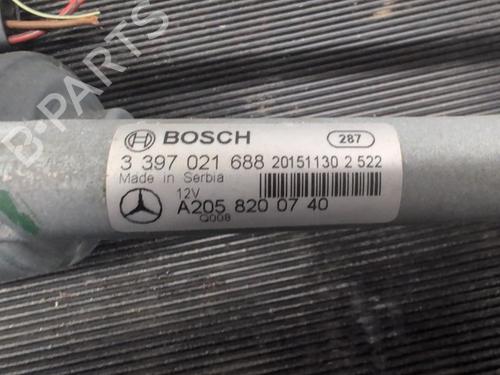 B-PARTS
BOSCH
287
3 397 021 688 20151130 2 522
Made in Serbia
12V
A205 820 07 40
Q008